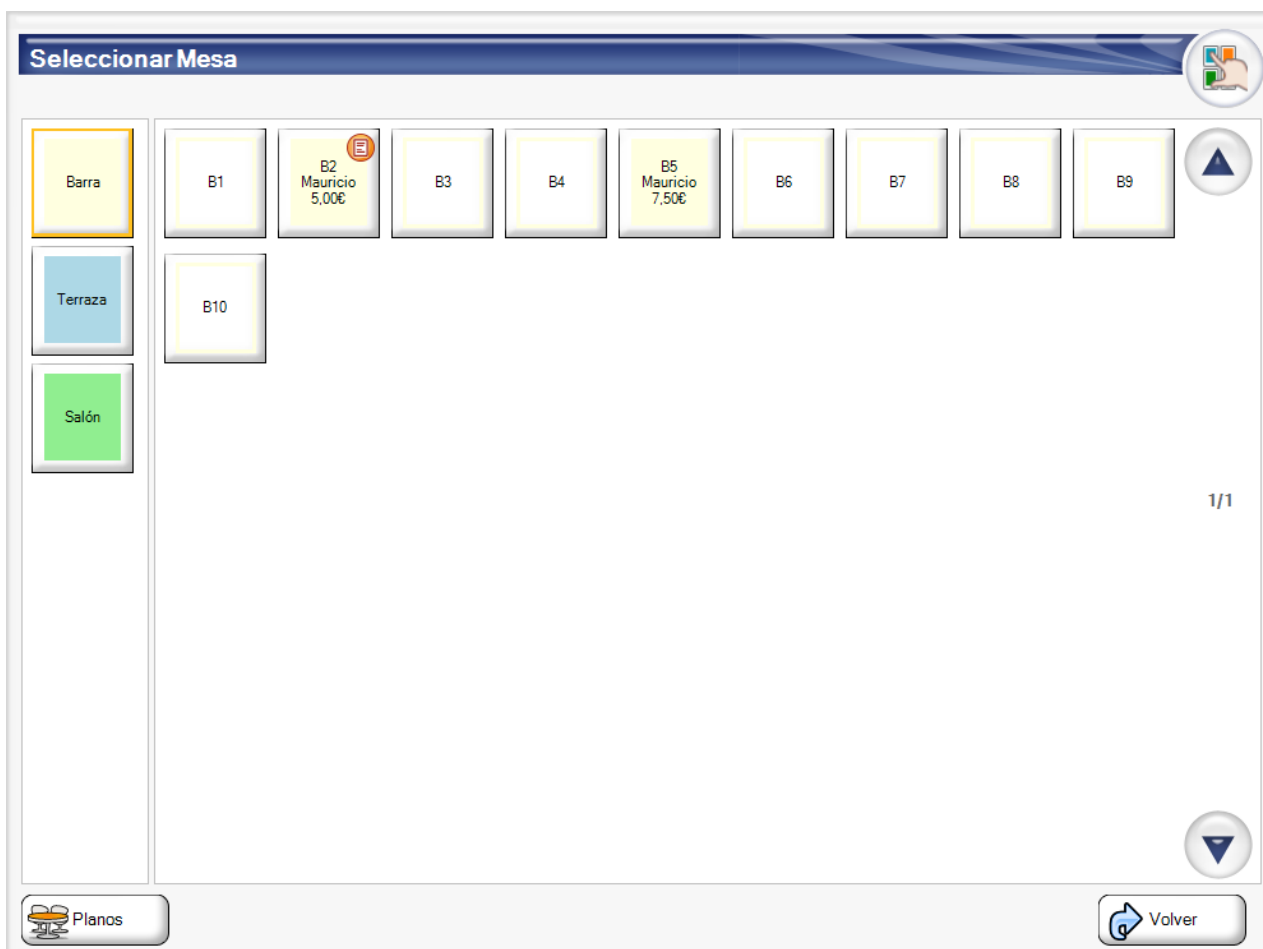 Seleccionar Mesa
Barra
Terraza
Salón
B1
B2
Mauricio
5,00€
B3
B4
B5
Mauricio
7,50€
B6
B7
B8
B9
B10
1/1
Planos
Volver